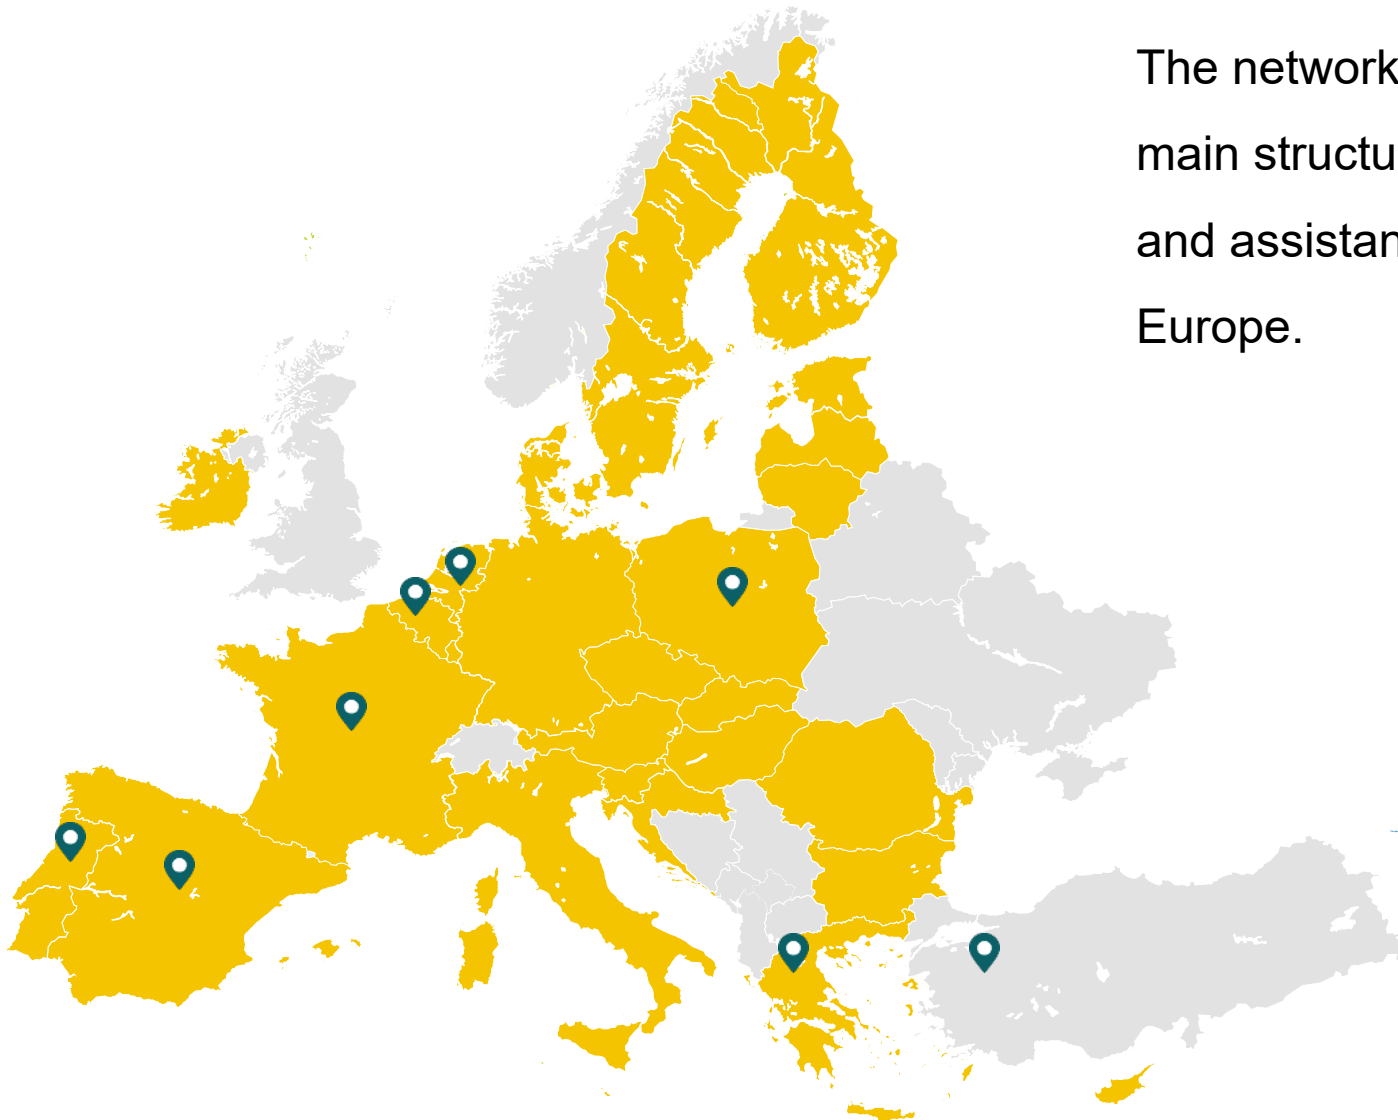 The network
main structu
and assistan
Europe.